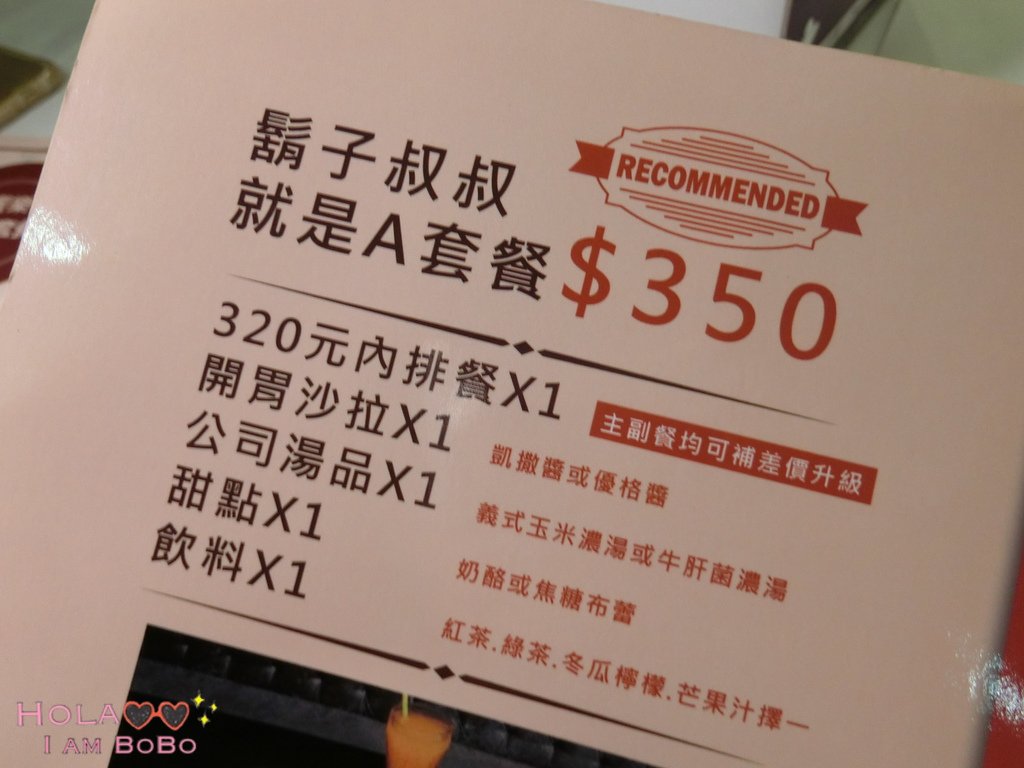 鬍子叔叔
就是A套餐 $350
RECOMMENDED
320元內排餐X1
主副餐均可補差價升級
開胃沙拉X1
凱撒醬或優格醬
公司湯品X1
義式玉米濃湯或牛肝菌濃湯
甜點X1
奶酪或焦糖布蕾
飲料X1
紅茶.綠茶.冬瓜檸檬.芒果汁擇一
HOLA
I AM BOBO